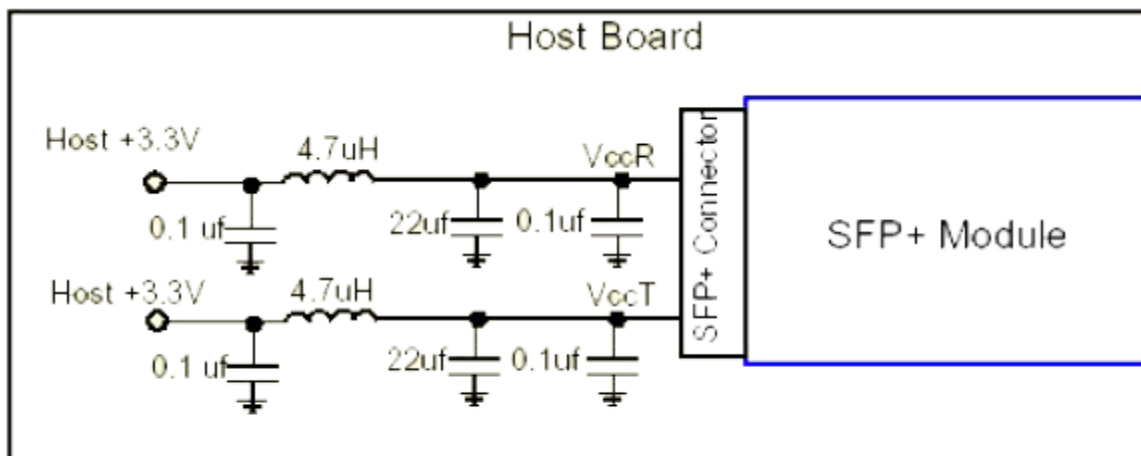 Host Board
Host +3.3V
4.7uH
VccR
0.1 uf
22uf
0.1uf
SFP+ Connector
SFP+ Module
Host +3.3V
4.7uH
VccT
0.1 uf
22uf
0.1uf